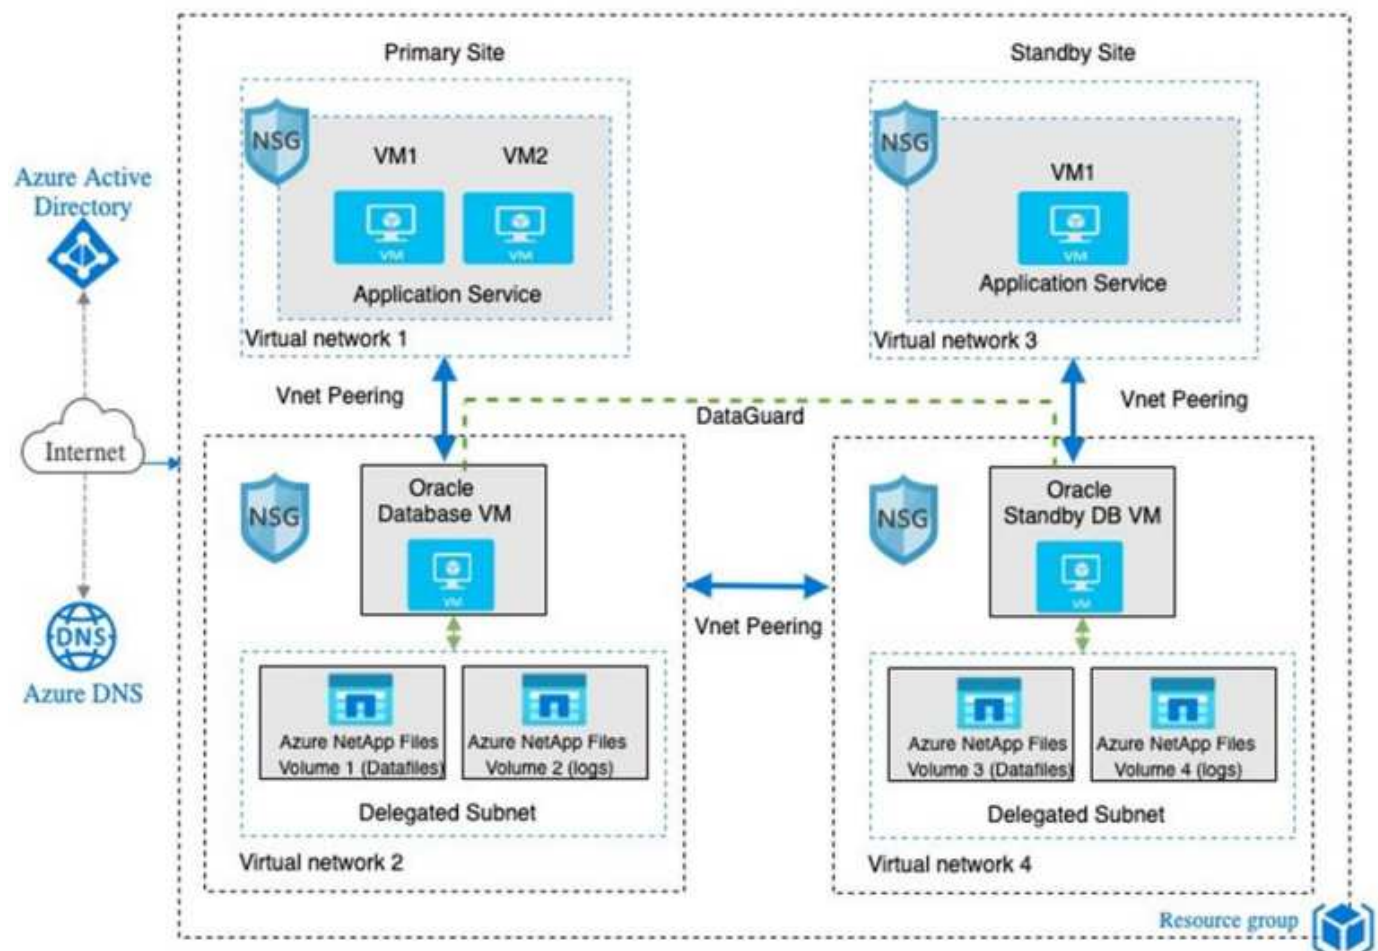 Primary Site
Standby Site
NSG
VM1
VM2
VM
VM
Application Service
Virtual network 1
NSG
VM1
VM
Application Service
Virtual network 3
Azure Active
Directory
Internet
DNS
Azure DNS
Vnet Peering
DataGuard
Vnet Peering
NSG
Oracle
Database VM
VM
Vnet Peering
NSG
Oracle
Standby DB VM
VM
Azure NetApp Files
Volume 1 (Datafiles)
Azure NetApp Files
Volume 2 (logs)
Delegated Subnet
Virtual network 2
Azure NetApp Files
Volume 3 (Datafiles)
Azure NetApp Files
Volume 4 (logs)
Delegated Subnet
Virtual network 4
Resource group